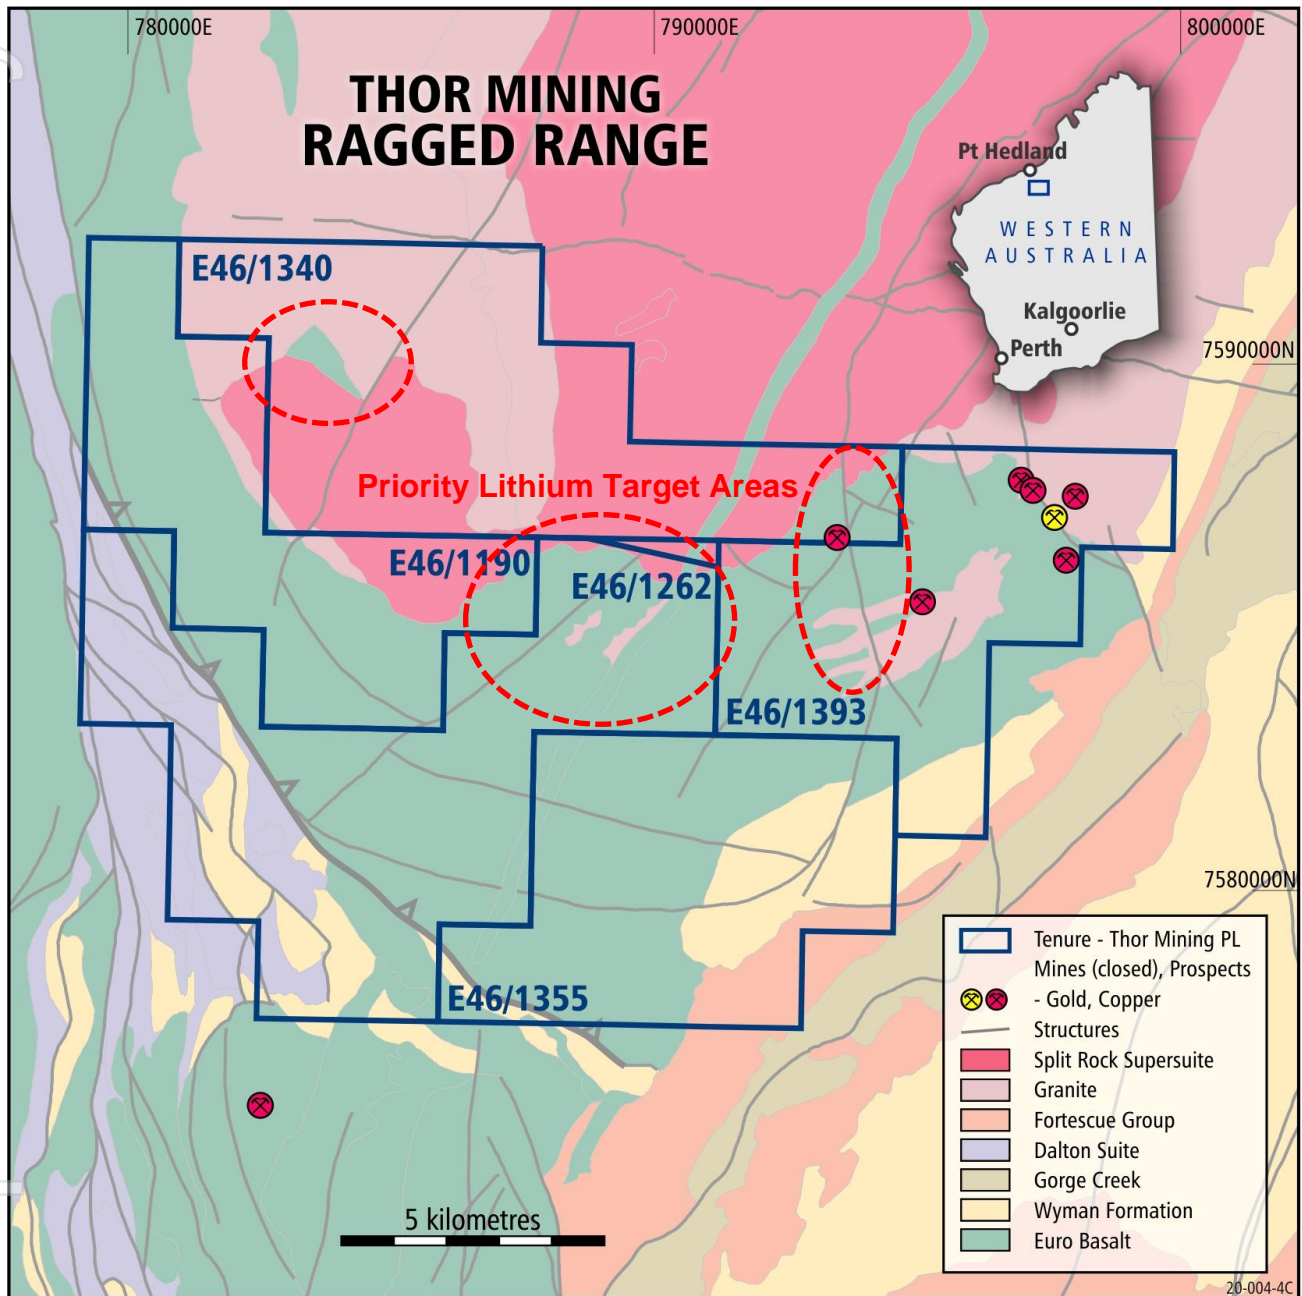 780000E
790000E
800000E
THOR MINING
RAGGED RANGE
Pt Hedland
WESTERN
AUSTRALIA
Kalgoorlie
Perth
E46/1340
7590000N
Priority Lithium Target Areas
E46/1190
E46/1262
E46/1393
7580000N
E46/1355
5 kilometres
Tenure - Thor Mining PL
Mines (closed), Prospects
- Gold, Copper
Structures
Split Rock Supersuite
Granite
Fortescue Group
Dalton Suite
Gorge Creek
Wyman Formation
Euro Basalt
20-004-4C